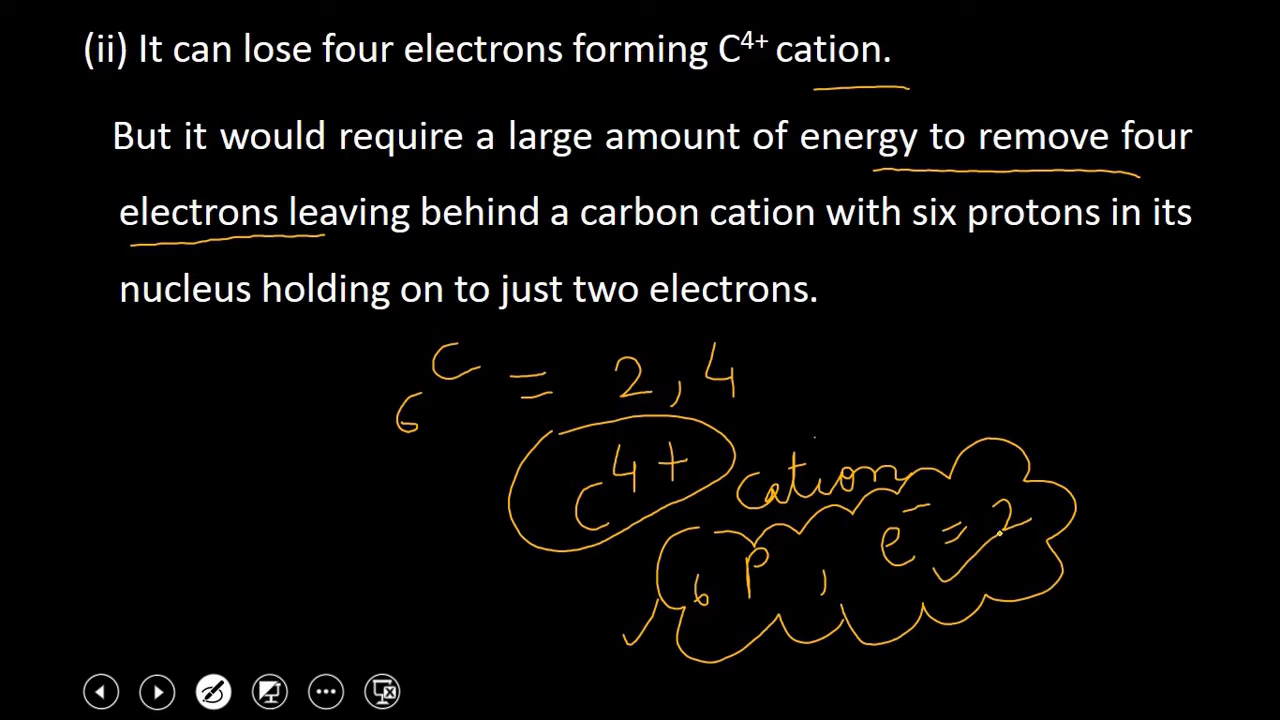 (ii) It can lose four electrons forming C⁴⁺ cation.
But it would require a large amount of energy to remove four
electrons leaving behind a carbon cation with six protons in its
nucleus holding on to just two electrons.
₆C = 2, 4
C⁴⁺ cation
6 P, e⁻ = 2